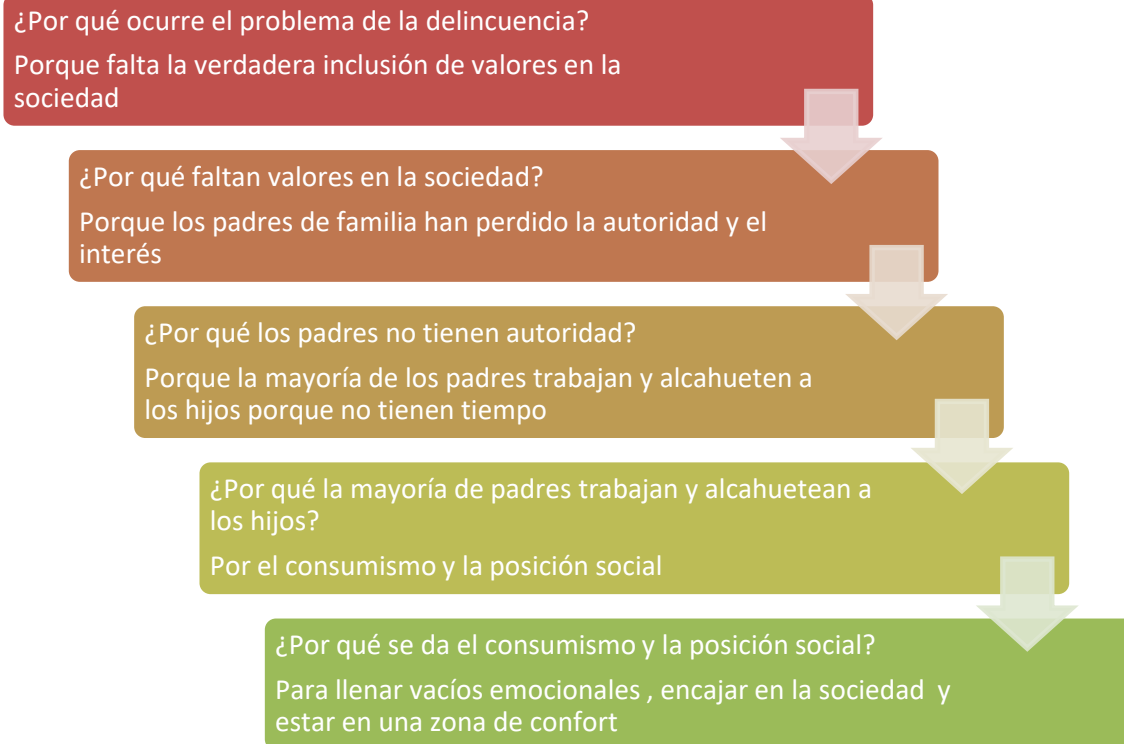 ¿Por qué ocurre el problema de la delincuencia?
Porque falta la verdadera inclusión de valores en la
sociedad
¿Por qué faltan valores en la sociedad?
Porque los padres de familia han perdido la autoridad y el
interés
¿Por qué los padres no tienen autoridad?
Porque la mayoría de los padres trabajan y alcahueten a
los hijos porque no tienen tiempo
¿Por qué la mayoría de padres trabajan y alcahuetean a
los hijos?
Por el consumismo y la posición social
¿Por qué se da el consumismo y la posición social?
Para llenar vacíos emocionales , encajar en la sociedad  y
estar en una zona de confort